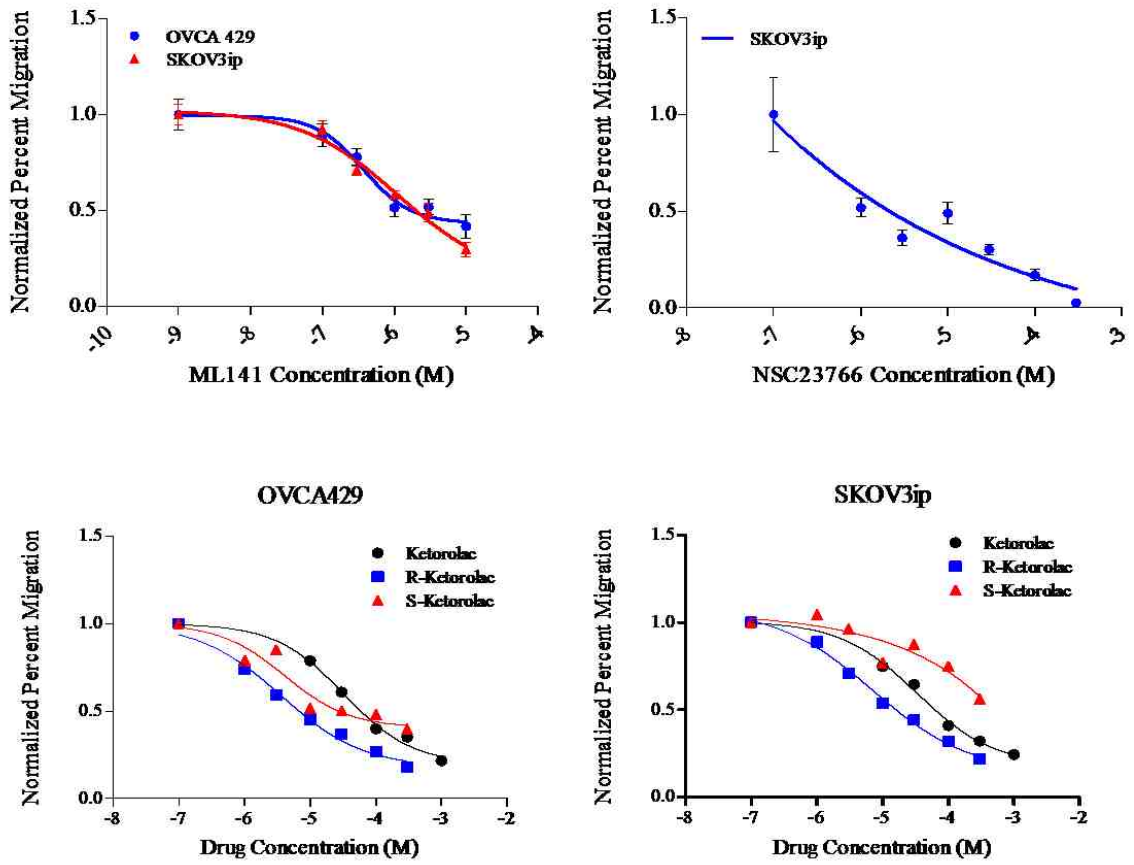 Normalized Percent Migration
1.5
1.0
0.5
0.0
OVCA 429
SKOV3ip
-10
-9
-8
-7
-6
-5
-4
ML141 Concentration (M)
Normalized Percent Migration
1.5
1.0
0.5
0.0
SKOV3ip
-8
-7
-6
-5
-4
-3
NSC23766 Concentration (M)
OVCA429
Normalized Percent Migration
1.5
1.0
0.5
0.0
Ketorolac
R-Ketorolac
S-Ketorolac
-8
-7
-6
-5
-4
-3
-2
Drug Concentration (M)
SKOV3ip
Normalized Percent Migration
1.5
1.0
0.5
0.0
Ketorolac
R-Ketorolac
S-Ketorolac
-8
-7
-6
-5
-4
-3
-2
Drug Concentration (M)